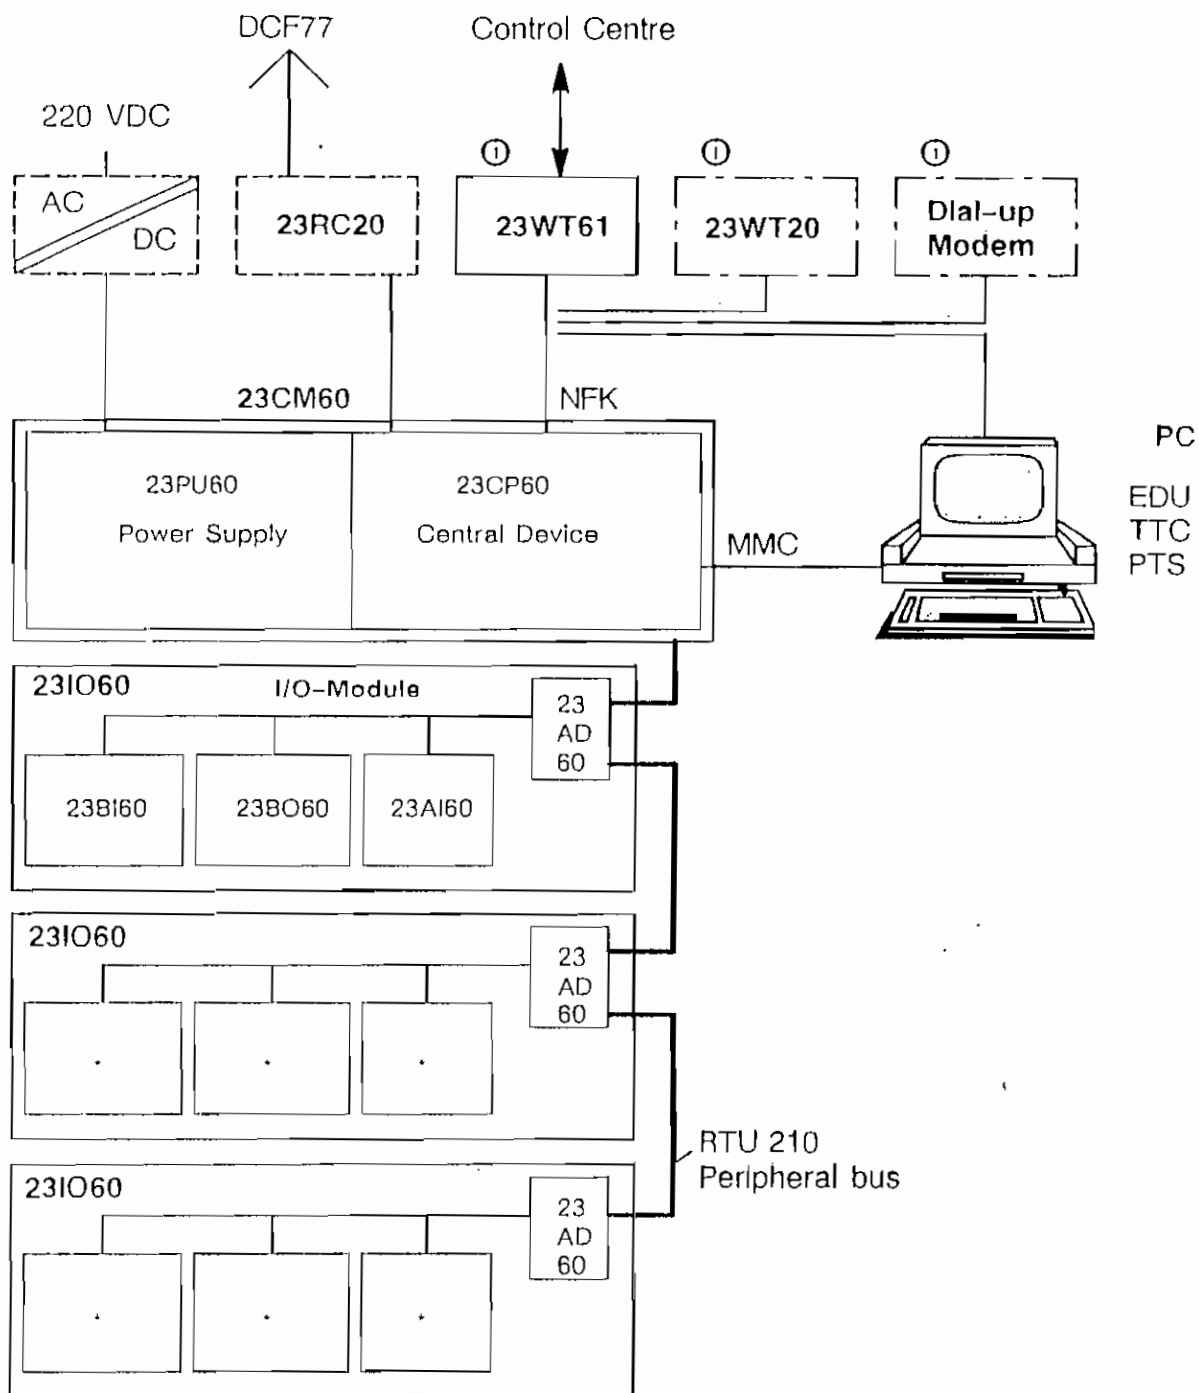 DCF77
Control Centre
220 VDC
①
①
①
AC
DC
23RC20
23WT61
23WT20
Dial-up
Modem
23CM60
NFK
23PU60
Power Supply
23CP60
Central Device
MMC
PC
EDU
TTC
PTS
23IO60
I/O-Module
23
AD
60
23BI60
23BO60
23AI60
23IO60
23
AD
60
RTU 210
Peripheral bus
23IO60
23
AD
60